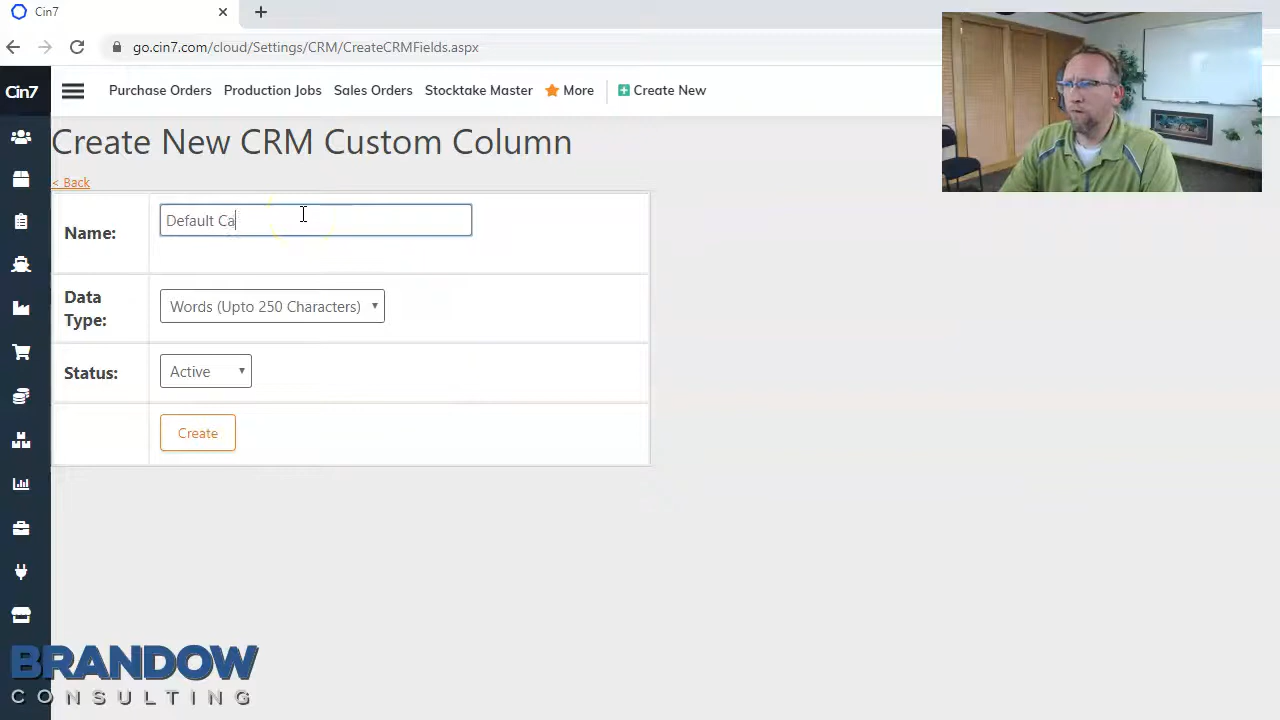 Cin7
go.cin7.com/cloud/Settings/CRM/CreateCRMFields.aspx
Cin7
Purchase Orders
Production Jobs
Sales Orders
Stocktake Master
More
Create New
Create New CRM Custom Column
< Back
Name:
Default Ca
Data
Type:
Words (Upto 250 Characters)
Status:
Active
Create
BRANDOW
CONSULTING